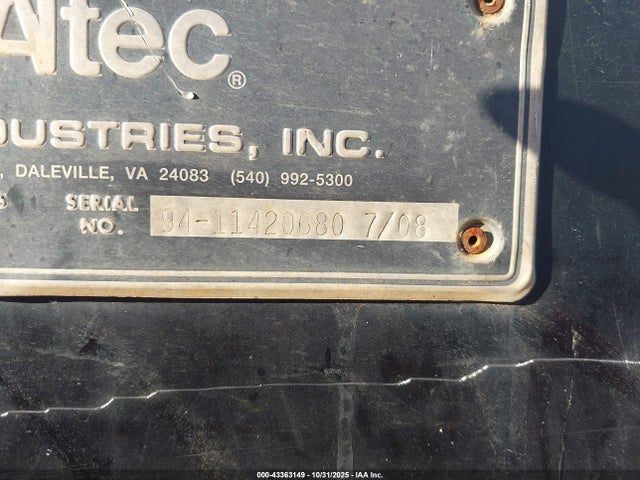 Altec®
DUSTRIES, INC.
, DALEVILLE, VA 24083 (540) 992-5300
SERIAL
NO. 94-11420680 7/08
000-43363149 - 10/31/2025 - IAA Inc.